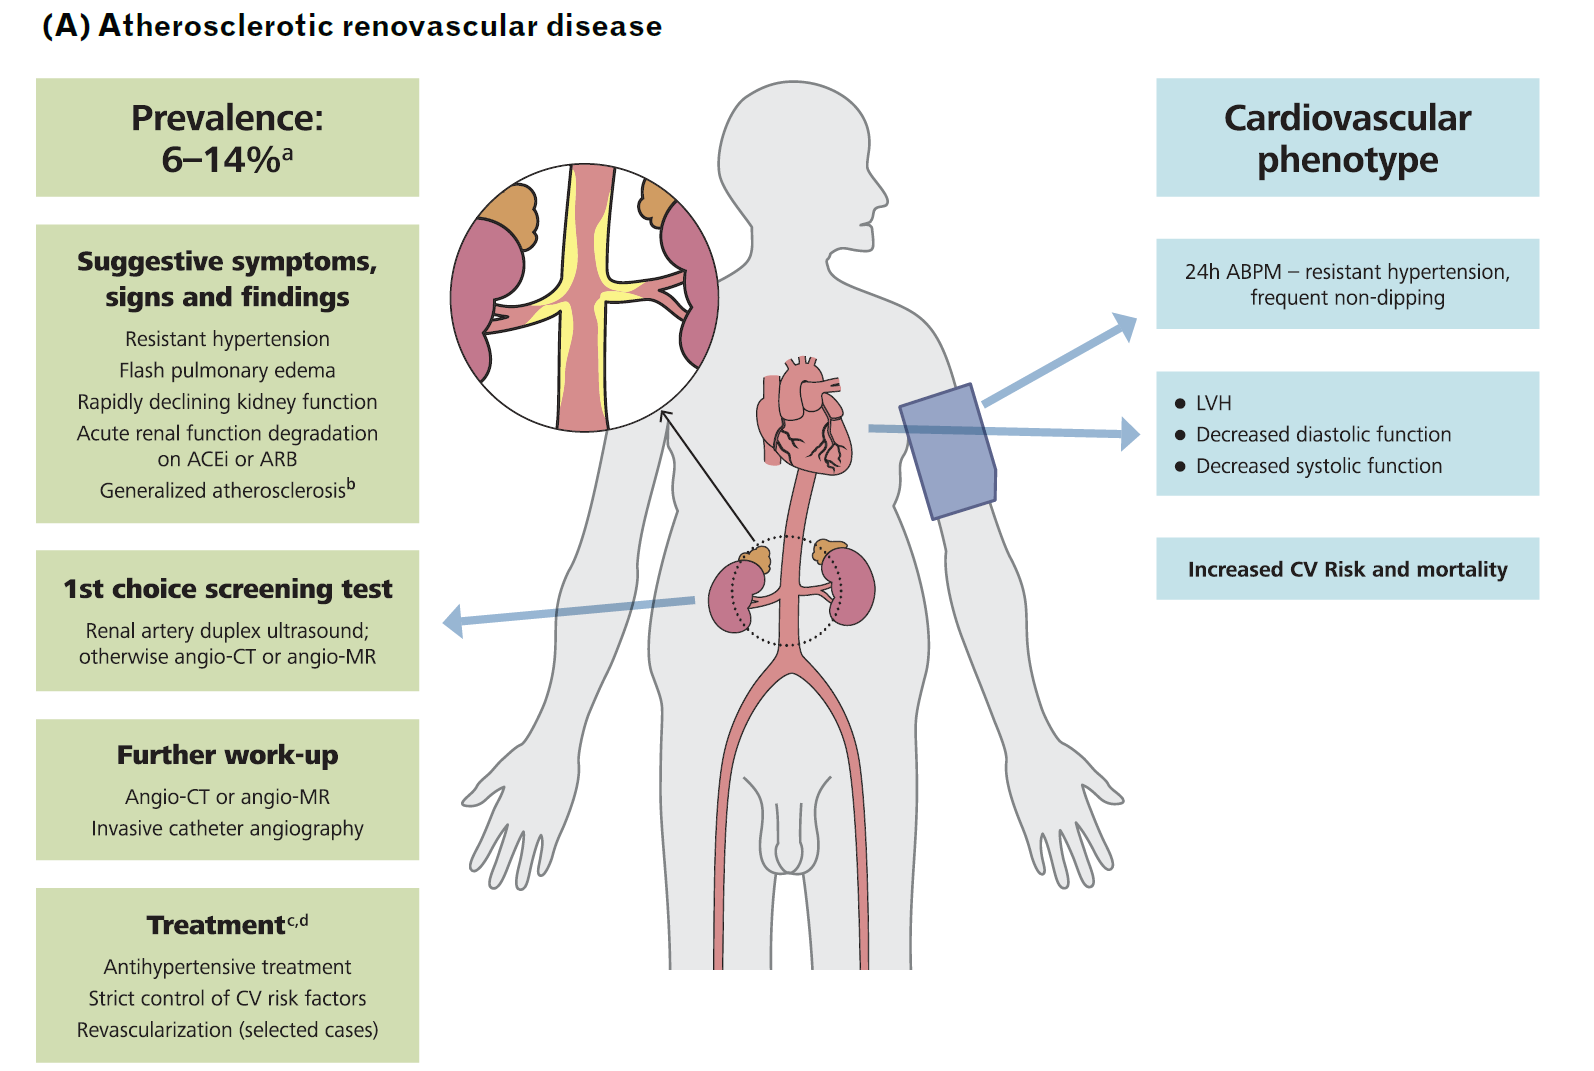 (A) Atherosclerotic renovascular disease
Prevalence:
6–14%a
Suggestive symptoms,
signs and findings
Resistant hypertension
Flash pulmonary edema
Rapidly declining kidney function
Acute renal function degradation
on ACEi or ARB
Generalized atherosclerosisb
1st choice screening test
Renal artery duplex ultrasound;
otherwise angio-CT or angio-MR
Further work-up
Angio-CT or angio-MR
Invasive catheter angiography
Treatmentc,d
Antihypertensive treatment
Strict control of CV risk factors
Revascularization (selected cases)
Cardiovascular
phenotype
24h ABPM – resistant hypertension,
frequent non-dipping
● LVH
● Decreased diastolic function
● Decreased systolic function
Increased CV Risk and mortality